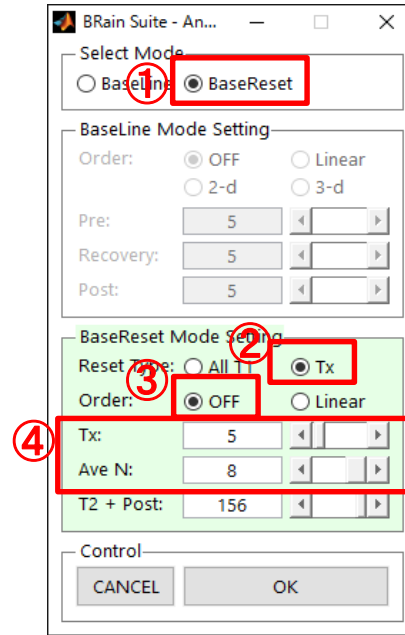 BRain Suite - An...
Select Mode
① BaseLine BaseReset
BaseLine Mode Setting
Order: OFF Linear
2-d 3-d
Pre: 5
Recovery: 5
Post: 5
BaseReset Mode Setting
②
Reset Type: All T1 Tx
③
Order: OFF Linear
④
Tx: 5
Ave N: 8
T2 + Post: 156
Control
CANCEL OK